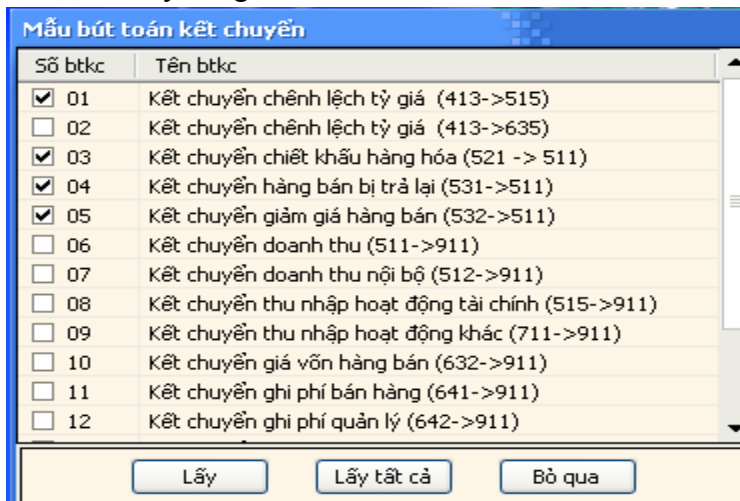 Mẫu bút toán kết chuyển
Số btkc Tên btkc
01 Kết chuyển chênh lệch tỷ giá (413->515)
02 Kết chuyển chênh lệch tỷ giá (413->635)
03 Kết chuyển chiết khấu hàng hóa (521 -> 511)
04 Kết chuyển hàng bán bị trả lại (531->511)
05 Kết chuyển giảm giá hàng bán (532->511)
06 Kết chuyển doanh thu (511->911)
07 Kết chuyển doanh thu nội bộ (512->911)
08 Kết chuyển thu nhập hoạt động tài chính (515->911)
09 Kết chuyển thu nhập hoạt động khác (711->911)
10 Kết chuyển giá vốn hàng bán (632->911)
11 Kết chuyển ghi phí bán hàng (641->911)
12 Kết chuyển ghi phí quản lý (642->911)
Lấy Lấy tất cả Bỏ qua